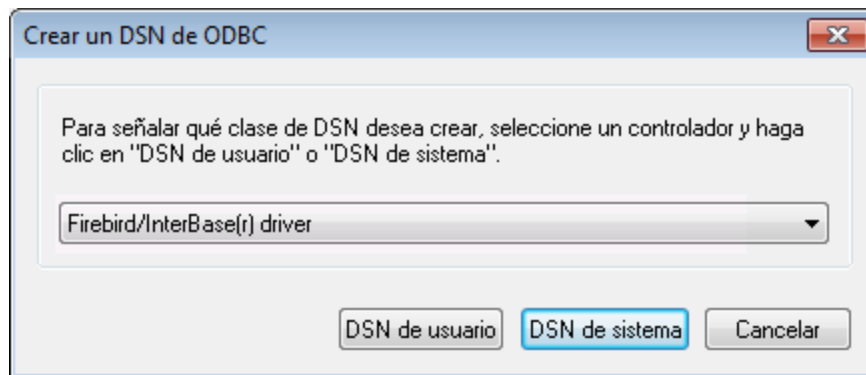 Crear un DSN de ODBC
Para señalar qué clase de DSN desea crear, seleccione un controlador y haga
clic en "DSN de usuario" o "DSN de sistema".
Firebird/InterBase(r) driver
DSN de usuario DSN de sistema Cancelar